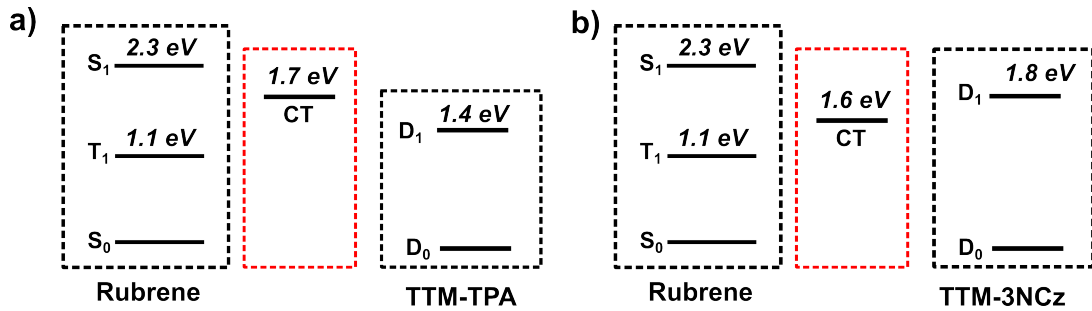 a)
S₁ 2.3 eV
T₁ 1.1 eV
S₀
Rubrene
1.7 eV
CT
D₁ 1.4 eV
D₀
TTM-TPA
b)
S₁ 2.3 eV
T₁ 1.1 eV
S₀
Rubrene
1.6 eV
CT
D₁ 1.8 eV
D₀
TTM-3NCz